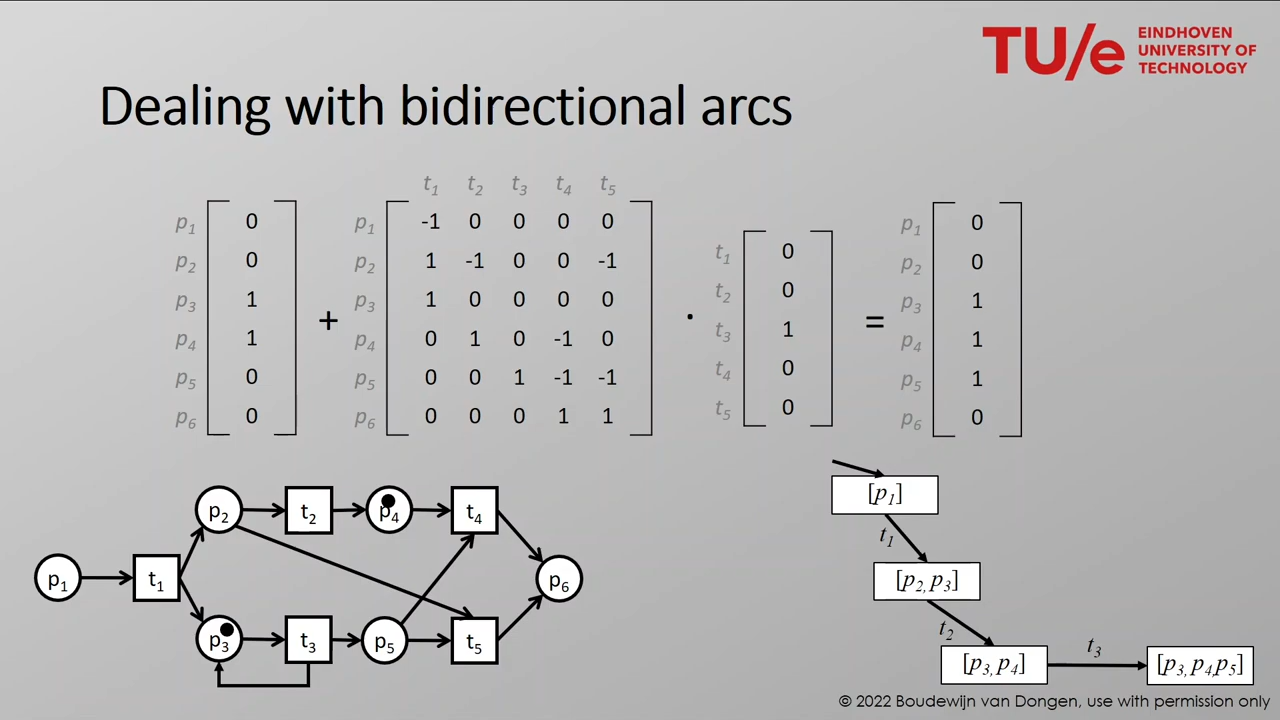 TU/e EINDHOVEN
UNIVERSITY OF
TECHNOLOGY
Dealing with bidirectional arcs
t1 t2 t3 t4 t5
p1 0 p1 -1 0 0 0 0 p1 0
p2 0 p2 1 -1 0 0 -1 t1 0 p2 0
p3 1 p3 1 0 0 0 0 t2 0 p3 1
+ · t3 1 =
p4 1 p4 0 1 0 -1 0 t4 0 p4 1
p5 0 p5 0 0 1 -1 -1 t5 0 p5 1
p6 0 p6 0 0 0 1 1 p6 0
p2 t2 p4 t4
p1 t1 p6
p3 t3 p5 t5
[p1]
t1
[p2, p3]
t2
[p3, p4] t3 [p3, p4, p5]
© 2022 Boudewijn van Dongen, use with permission only